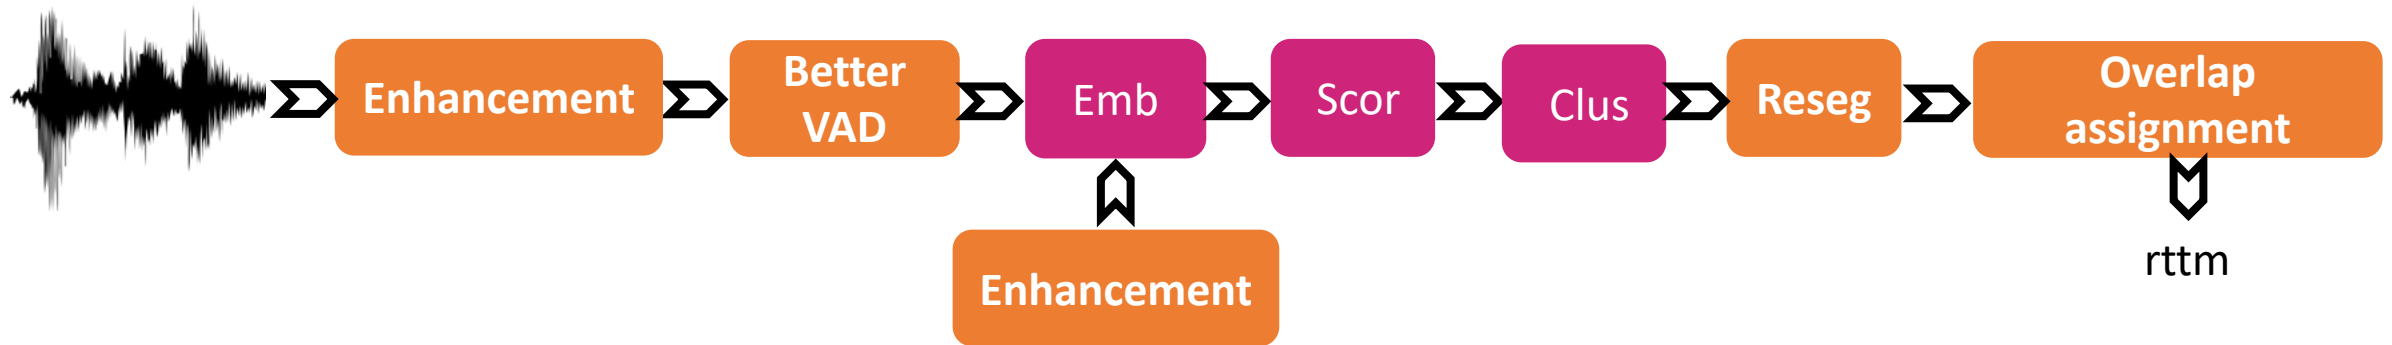 Enhancement
Better
VAD
Emb
Scor
Clus
Reseg
Overlap
assignment
Enhancement
rttm